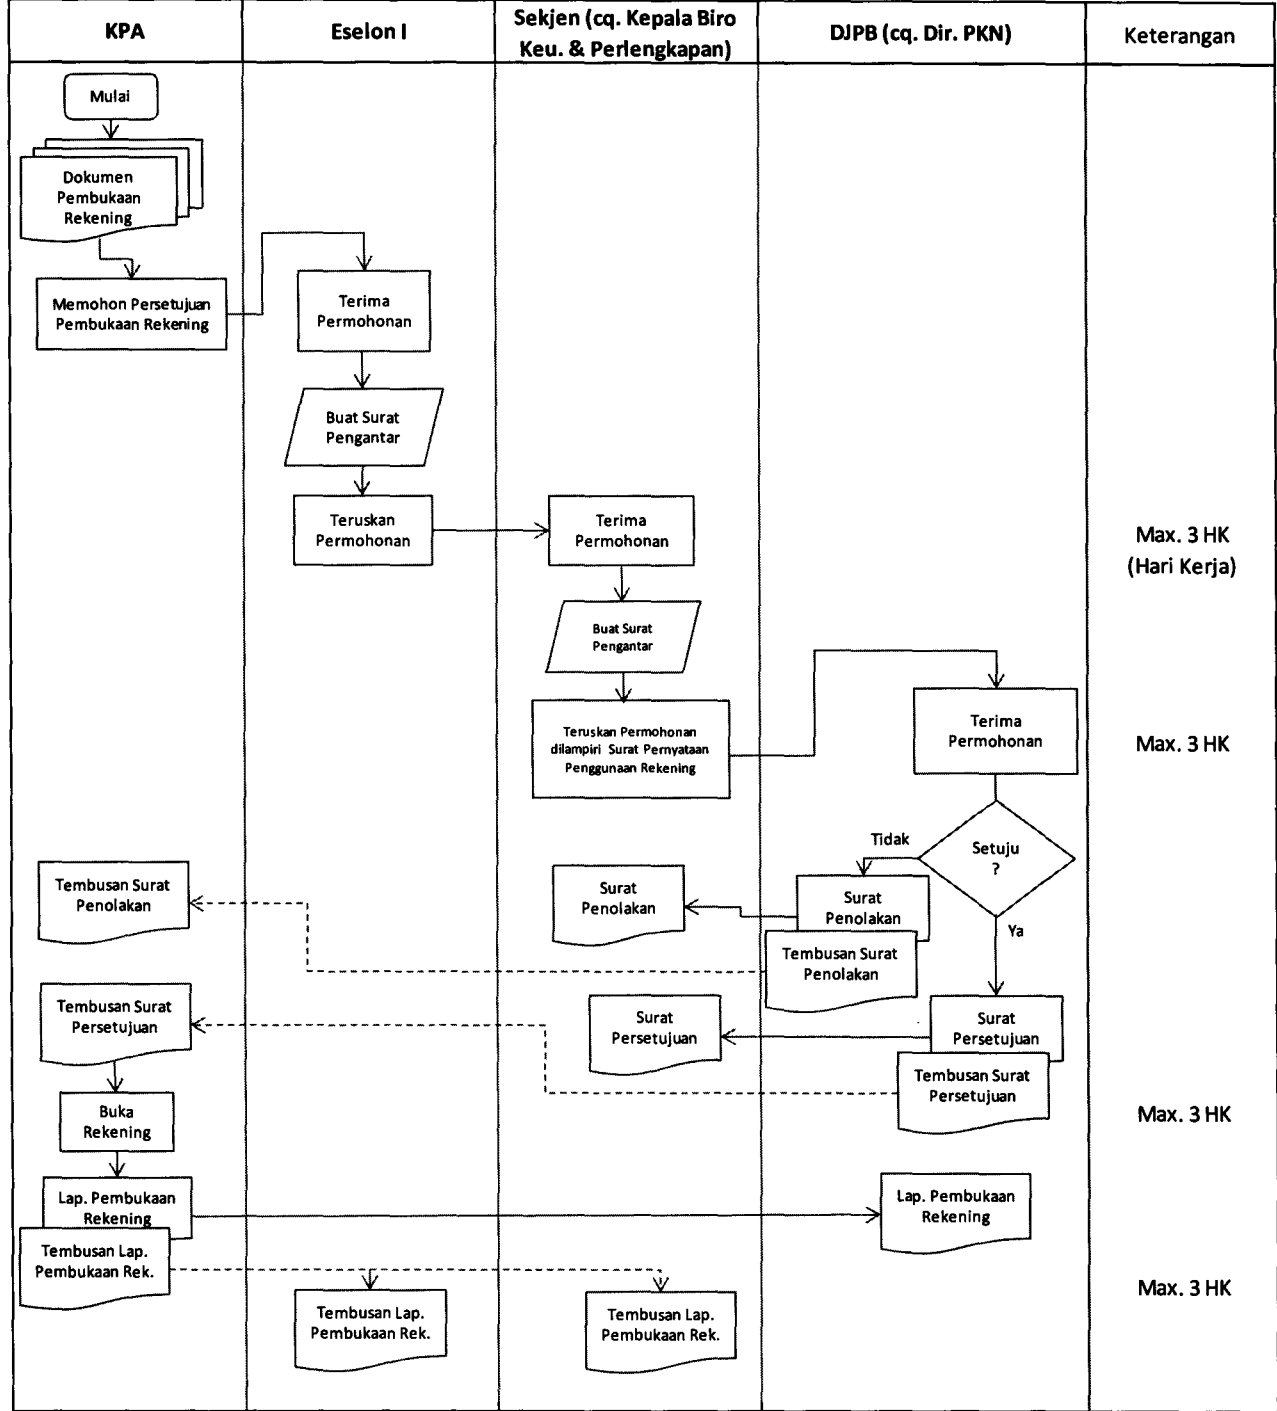 KPA
Eselon I
Sekjen (cq. Kepala Biro
Keu. & Perlengkapan)
DJPB (cq. Dir. PKN)
Keterangan
Mulai
Dokumen
Pembukaan
Rekening
Memohon Persetujuan
Pembukaan Rekening
Terima
Permohonan
Buat Surat
Pengantar
Teruskan
Permohonan
Terima
Permohonan
Max. 3 HK
(Hari Kerja)
Buat Surat
Pengantar
Teruskan Permohonan
dilampiri Surat Pernyataan
Penggunaan Rekening
Terima
Permohonan
Max. 3 HK
Setuju
?
Tidak
Ya
Surat
Penolakan
Tembusan Surat
Penolakan
Surat
Penolakan
Tembusan Surat
Penolakan
Surat
Persetujuan
Tembusan Surat
Persetujuan
Surat
Persetujuan
Tembusan Surat
Persetujuan
Max. 3 HK
Buka
Rekening
Lap. Pembukaan
Rekening
Tembusan Lap.
Pembukaan Rek.
Lap. Pembukaan
Rekening
Tembusan Lap.
Pembukaan Rek.
Tembusan Lap.
Pembukaan Rek.
Max. 3 HK